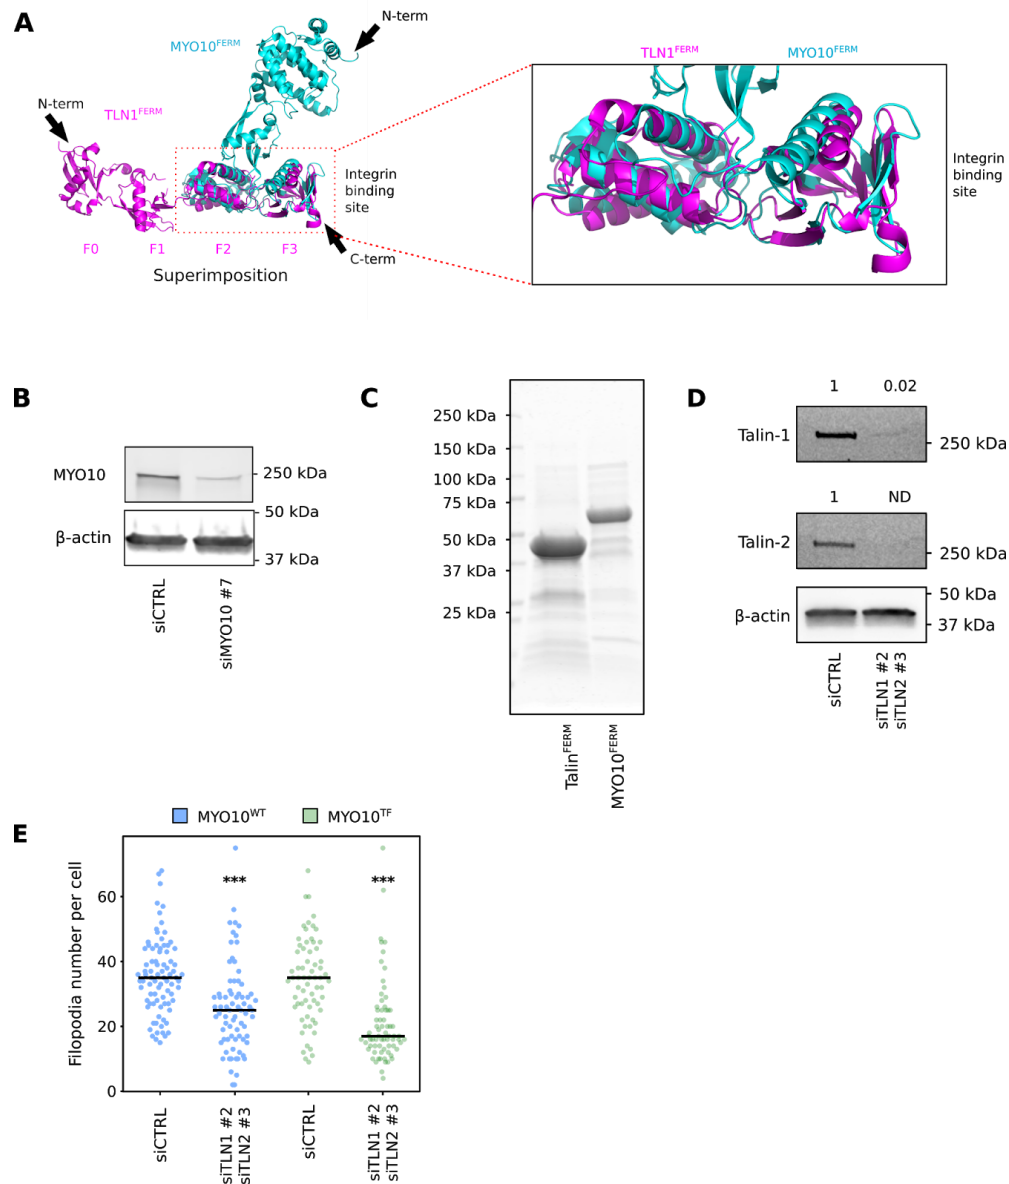 A
N-term
MYO10FERM
N-term
TLN1FERM
Integrin
binding
site
F0 F1 F2 F3
C-term
Superimposition
TLN1FERM MYO10FERM
Integrin
binding
site
B
MYO10
250 kDa
50 kDa
β-actin
37 kDa
siCTRL
siMYO10 #7
C
250 kDa
150 kDa
100 kDa
75 kDa
50 kDa
37 kDa
25 kDa
TalinFERM
MYO10FERM
D
1 0.02
Talin-1
250 kDa
1 ND
Talin-2
250 kDa
50 kDa
β-actin
37 kDa
siCTRL
siTLN1 #2
siTLN2 #3
E
MYO10WT MYO10TF
Filopodia number per cell
60
40
20
0
*** ***
siCTRL
siTLN1 #2
siTLN2 #3
siCTRL
siTLN1 #2
siTLN2 #3